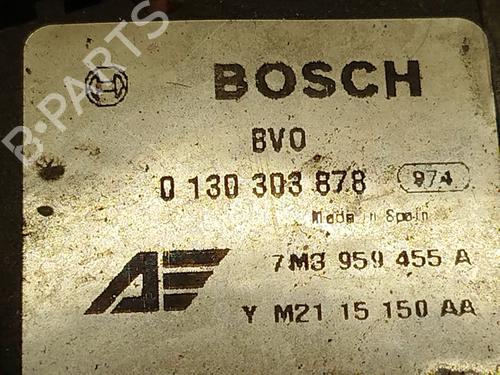 B-PARTS
BOSCH
BVO
0 130 303 878 974
Made in Spain
7M3 959 455 A
Y M21 15 150 AA